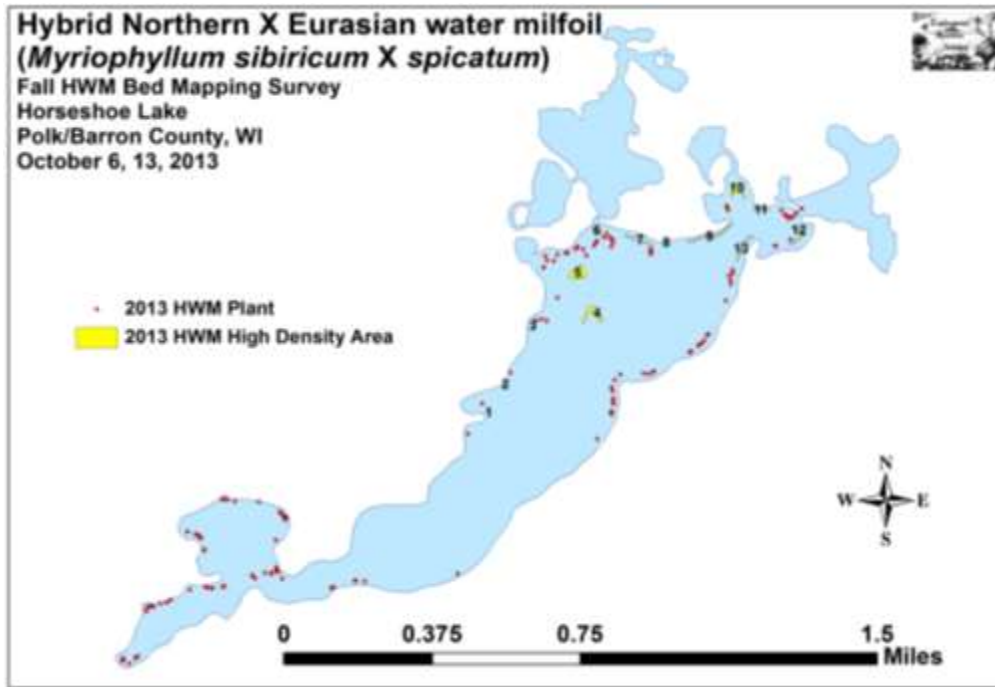 Hybrid Northern X Eurasian water milfoil
(Myriophyllum sibiricum X spicatum)
Fall HWM Bed Mapping Survey
Horseshoe Lake
Polk/Barron County, WI
October 6, 13, 2013
10
11
12
13
6
7
8
9
5
4
3
2
1
2013 HWM Plant
2013 HWM High Density Area
N
W E
S
0 0.375 0.75 1.5
Miles